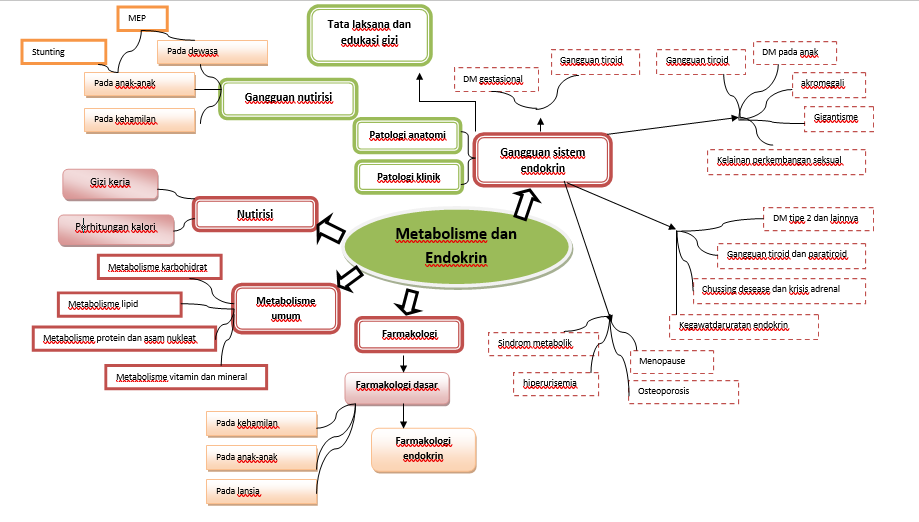 MEP
Stunting
Pada dewasa
Pada anak-anak
Pada kehamilan
Gangguan nutirisi
Tata laksana dan
edukasi gizi
DM gestasional
Gangguan tiroid
Gangguan tiroid
DM pada anak
akromegali
Gigantisme
Kelainan perkembangan seksual
Patologi anatomi
Patologi klinik
Gangguan sistem
endokrin
Gizi kerja
Perhitungan kalori
Nutirisi
Metabolisme dan
Endokrin
DM tipe 2 dan lainnya
Gangguan tiroid dan paratiroid
Chussing desease dan krisis adrenal
Kegawatdaruratan endokrin
Metabolisme karbohidrat
Metabolisme lipid
Metabolisme protein dan asam nukleat
Metabolisme vitamin dan mineral
Metabolisme
umum
Farmakologi
Farmakologi dasar
Farmakologi
endokrin
Pada kehamilan
Pada anak-anak
Pada lansia
Sindrom metabolik
hiperurisemia
Menopause
Osteoporosis